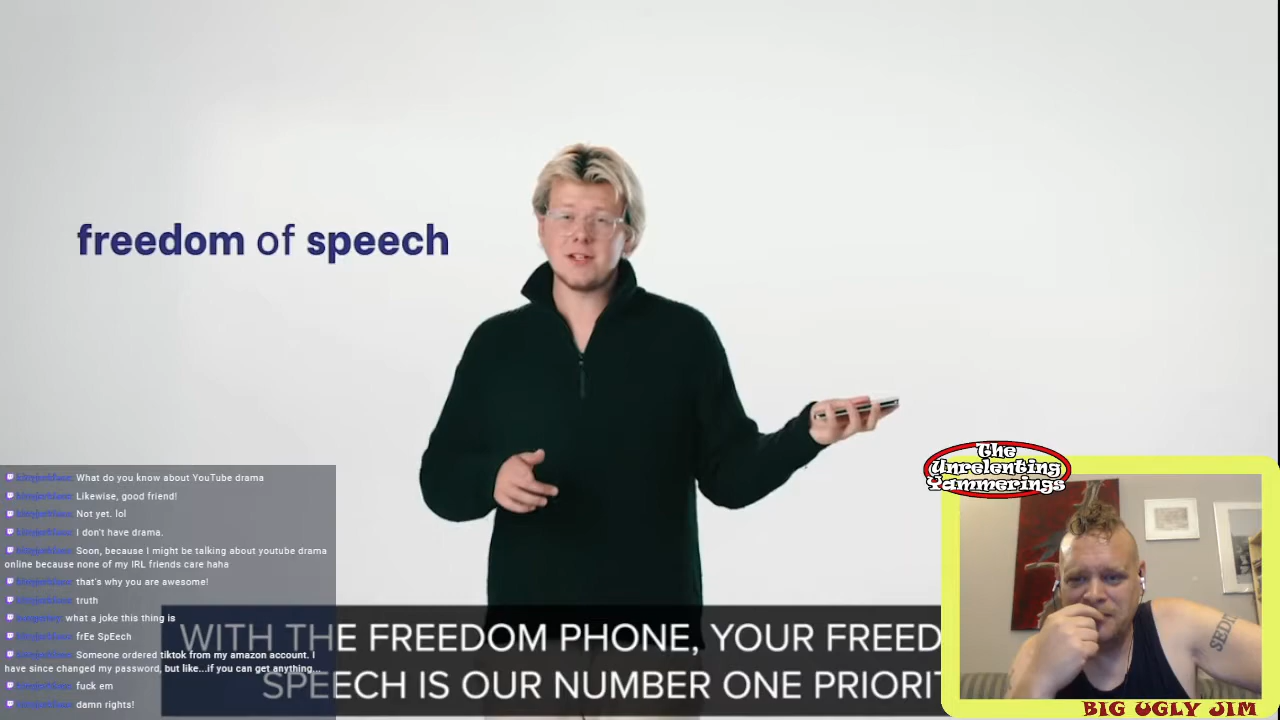 freedom of speech
What do you know about YouTube drama
Likewise, good friend!
Not yet. lol
I don't have drama.
Soon, because I might be talking about youtube drama
online because none of my IRL friends care haha
that's why you are awesome!
truth
what a joke this thing is
frEe SpEech
Someone ordered tiktok from my amazon account. I
have since changed my password, but like...if you can get anything...
fuck em
damn rights!
WITH THE FREEDOM PHONE, YOUR FREED
SPEECH IS OUR NUMBER ONE PRIORIT
The
Unrelenting
Yammerings
SEDI
BIG UGLY JIM